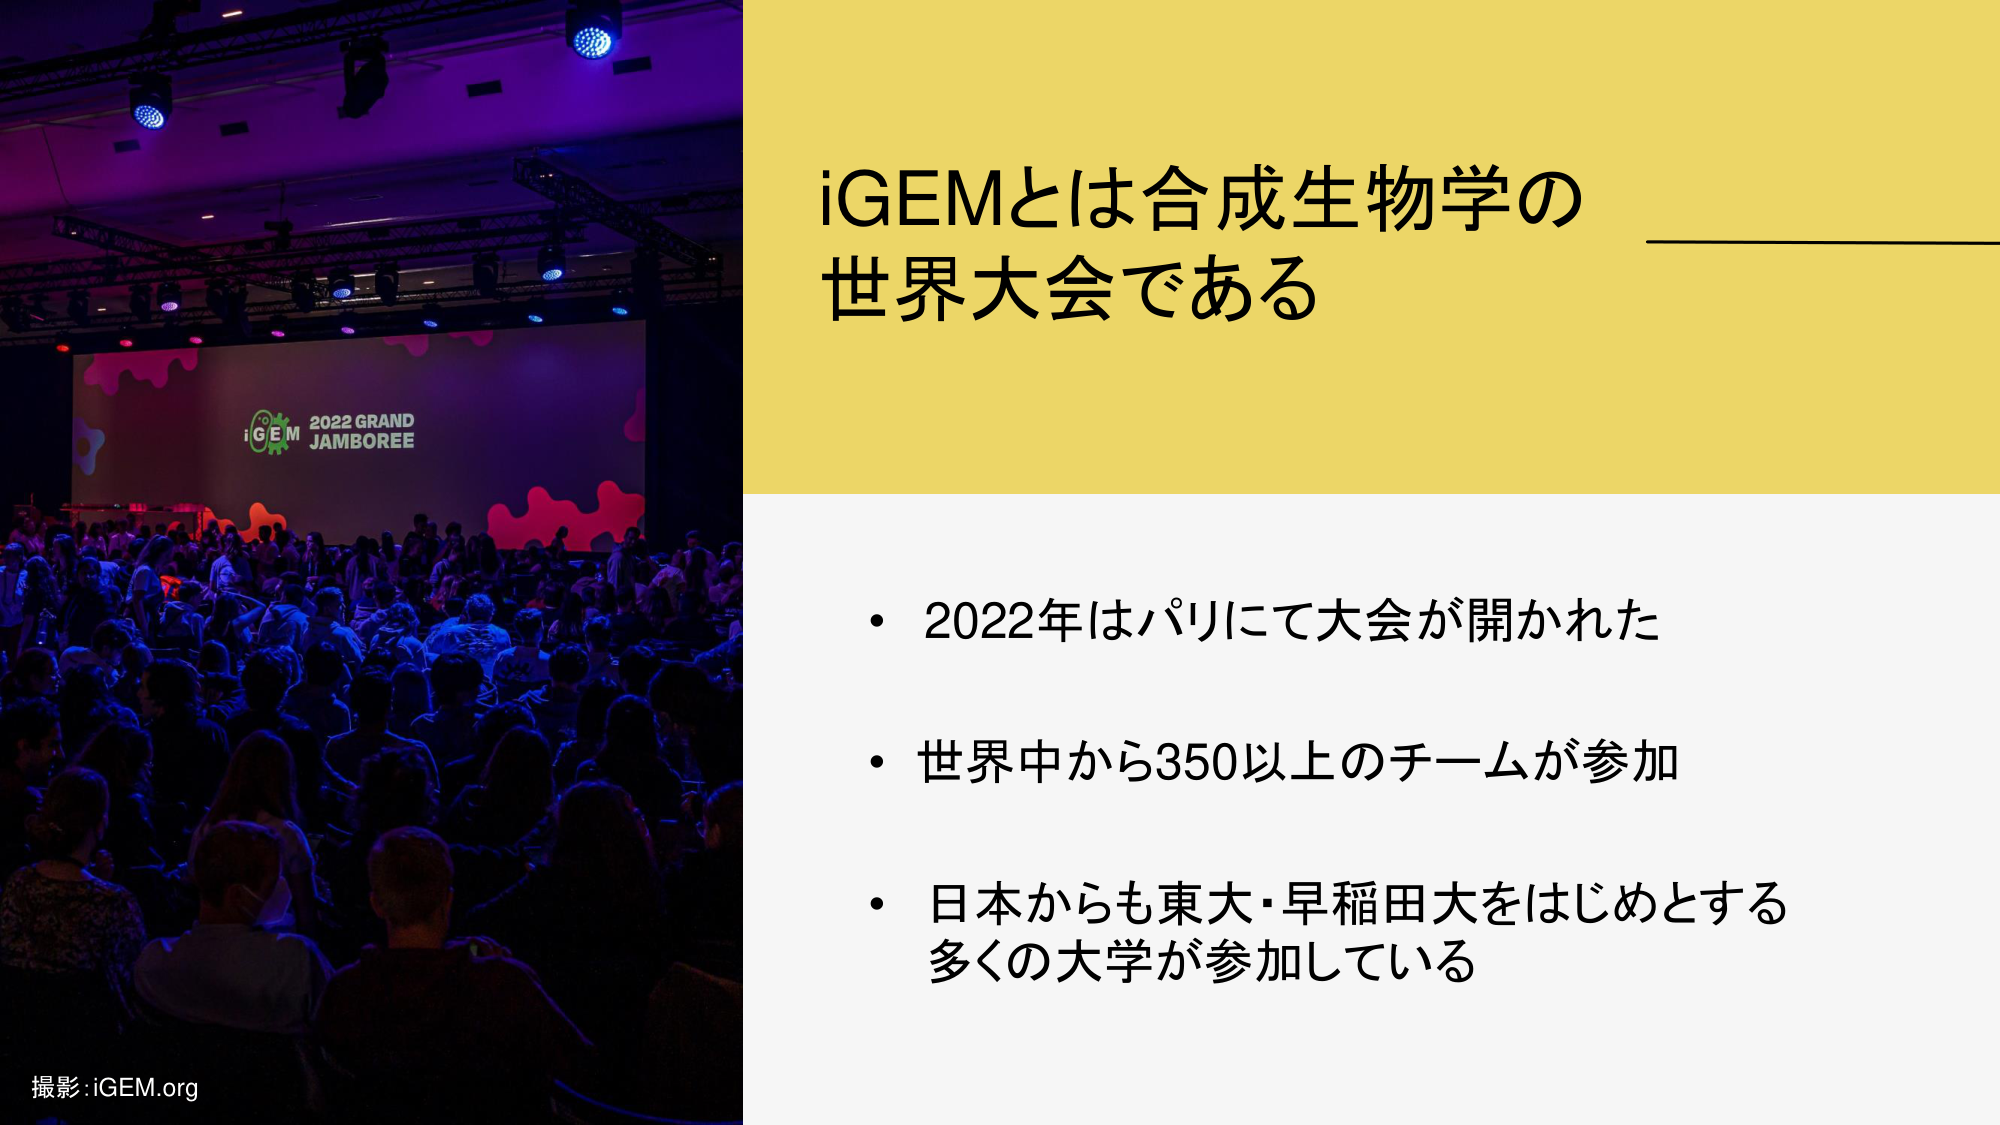 iGEMとは合成生物学の
世界大会である
iGEM 2022 GRAND
JAMBOREE
• 2022年はパリにて大会が開かれた
• 世界中から350以上のチームが参加
• 日本からも東大・早稲田大をはじめとする
多くの大学が参加している
撮影：iGEM.org